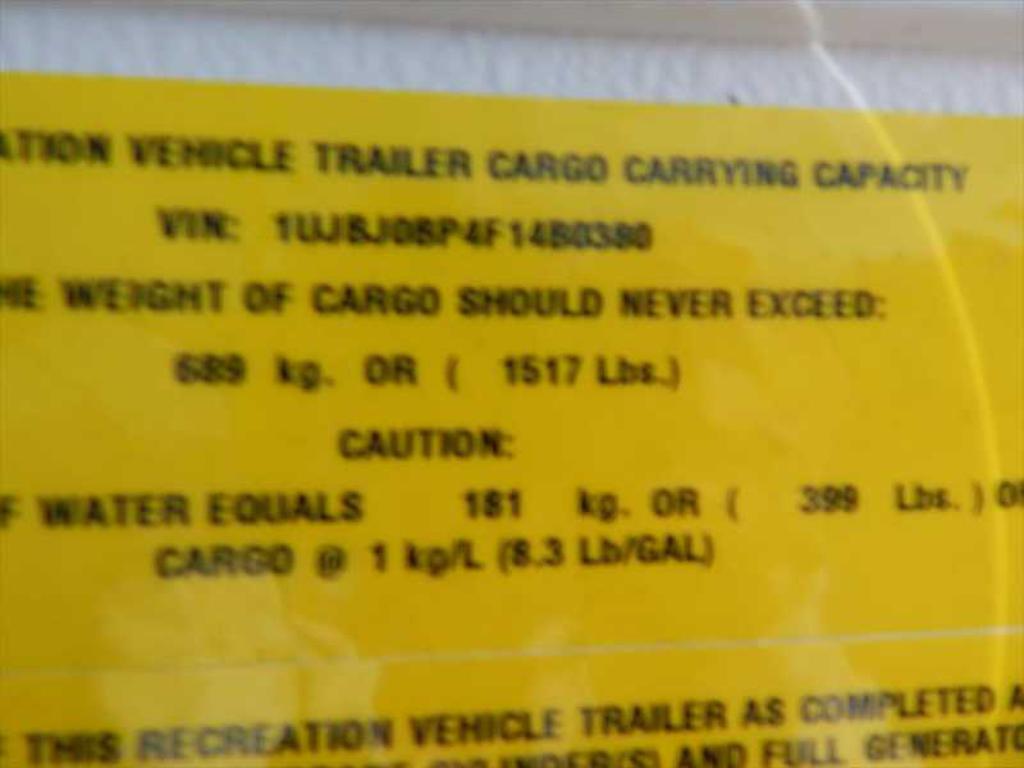 ATION VEHICLE TRAILER CARGO CARRYING CAPACITY
VIN: 1UJBJ0BP4F14B0380
HE WEIGHT OF CARGO SHOULD NEVER EXCEED:
689 kg. OR ( 1517 Lbs.)
CAUTION:
F WATER EQUALS 181 kg. OR ( 399 Lbs. ) OF
CARGO @ 1 kg/L (8.3 Lb/GAL)
THIS RECREATION VEHICLE TRAILER AS COMPLETED A
AND FULL GENERATO